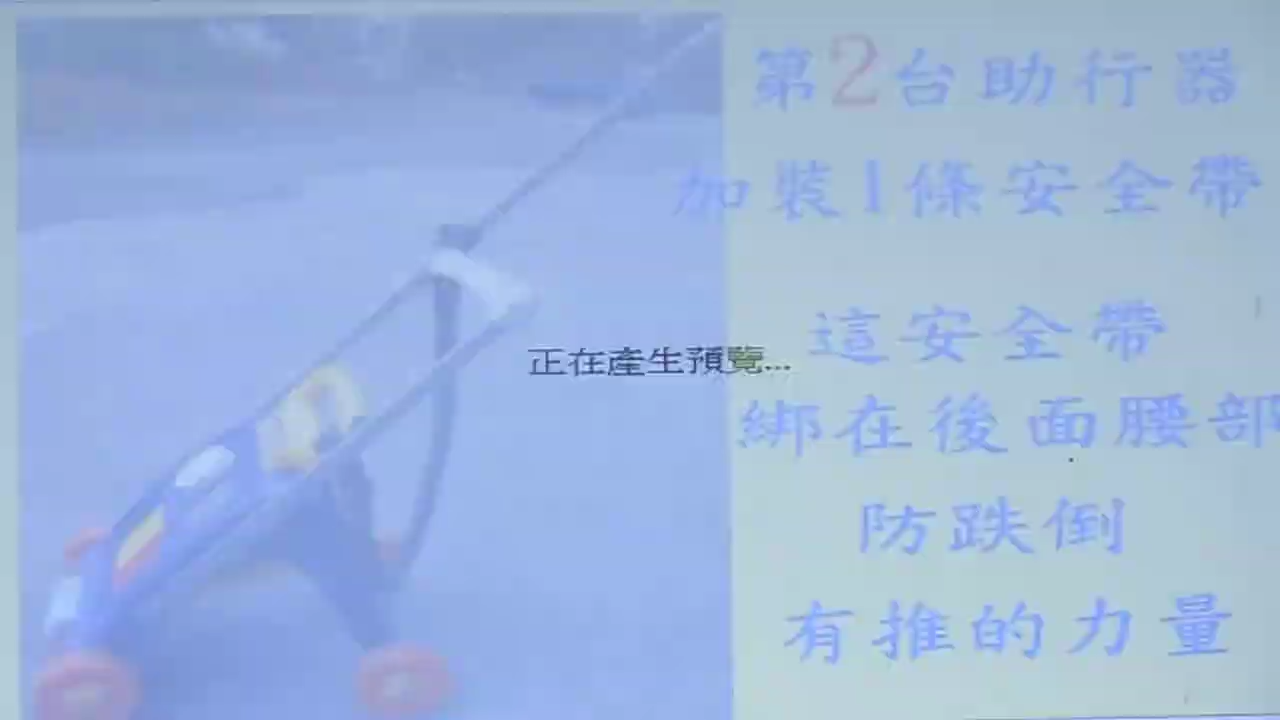 第2台助行器
加裝1條安全帶
這安全帶
正在產生預覽...
綁在後面腰部
防跌倒
有推的力量